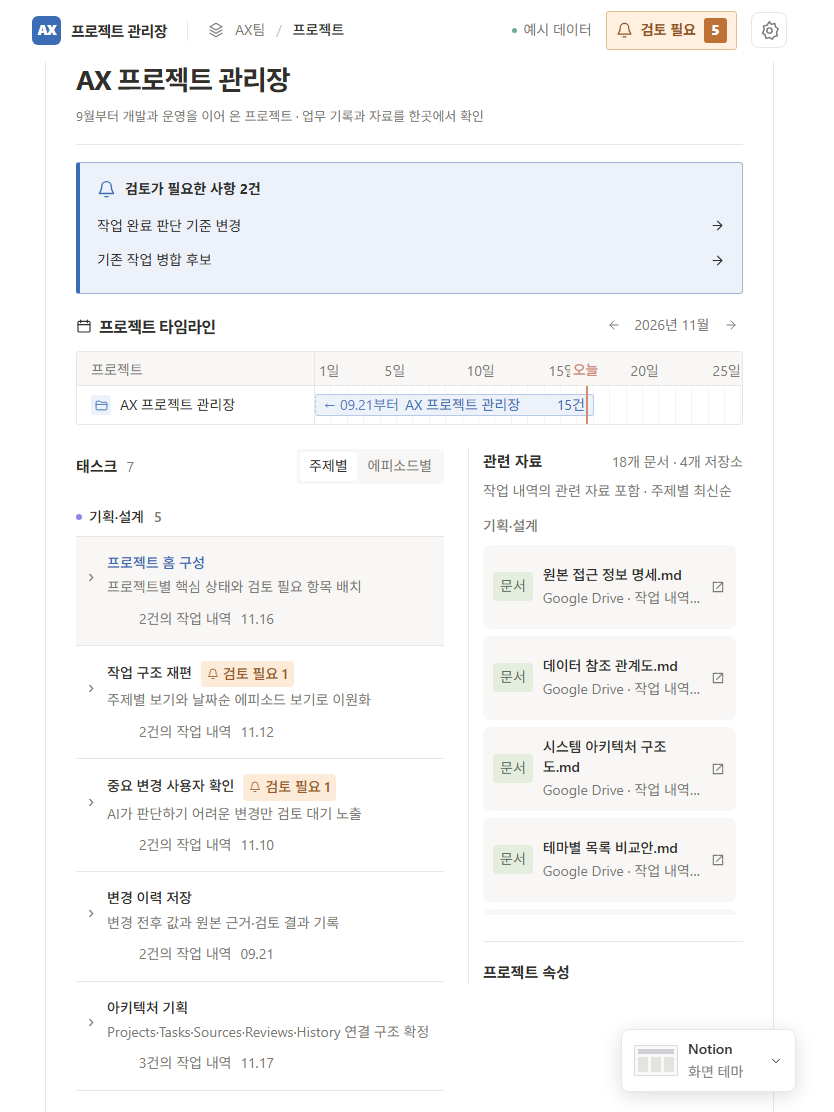 AX 프로젝트 관리장
AX팀 / 프로젝트
예시 데이터
검토 필요 5
AX 프로젝트 관리장
9월부터 개발과 운영을 이어 온 프로젝트 · 업무 기록과 자료를 한곳에서 확인
검토가 필요한 사항 2건
작업 완료 판단 기준 변경 →
기존 작업 병합 후보 →
프로젝트 타임라인
← 2026년 11월 →
프로젝트 1일 5일 10일 15일 오늘 20일 25일
AX 프로젝트 관리장 ← 09.21부터 AX 프로젝트 관리장 15건
태스크 7
주제별 에피소드별
기획·설계 5
프로젝트 홈 구성
프로젝트별 핵심 상태와 검토 필요 항목 배치
2건의 작업 내역 11.16
작업 구조 재편 검토 필요 1
주제별 보기와 날짜순 에피소드 보기로 이원화
2건의 작업 내역 11.12
중요 변경 사용자 확인 검토 필요 1
AI가 판단하기 어려운 변경만 검토 대기 노출
2건의 작업 내역 11.10
변경 이력 저장
변경 전후 값과 원본 근거·검토 결과 기록
2건의 작업 내역 09.21
아키텍처 기획
Projects·Tasks·Sources·Reviews·History 연결 구조 확정
3건의 작업 내역 11.17
관련 자료 18개 문서 · 4개 저장소
작업 내역의 관련 자료 포함 · 주제별 최신순
기획·설계
문서
원본 접근 정보 명세.md
Google Drive · 작업 내역...
문서
데이터 참조 관계도.md
Google Drive · 작업 내역...
문서
시스템 아키텍처 구조
도.md
Google Drive · 작업 내역...
문서
테마별 목록 비교안.md
Google Drive · 작업 내역...
프로젝트 속성
Notion
화면 테마